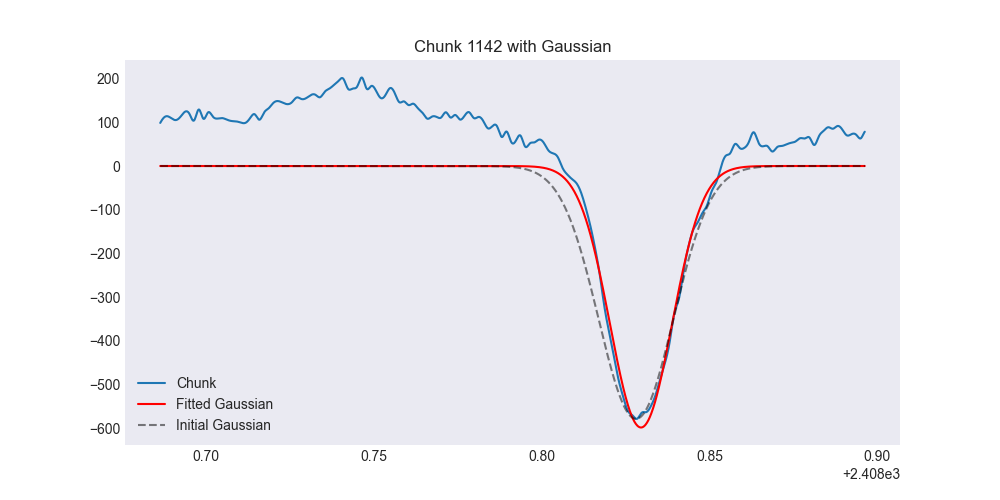 Chunk 1142 with Gaussian
200
100
0
−100
−200
−300
−400
−500
−600
Chunk
Fitted Gaussian
Initial Gaussian
0.70 0.75 0.80 0.85 0.90
+2.408e3